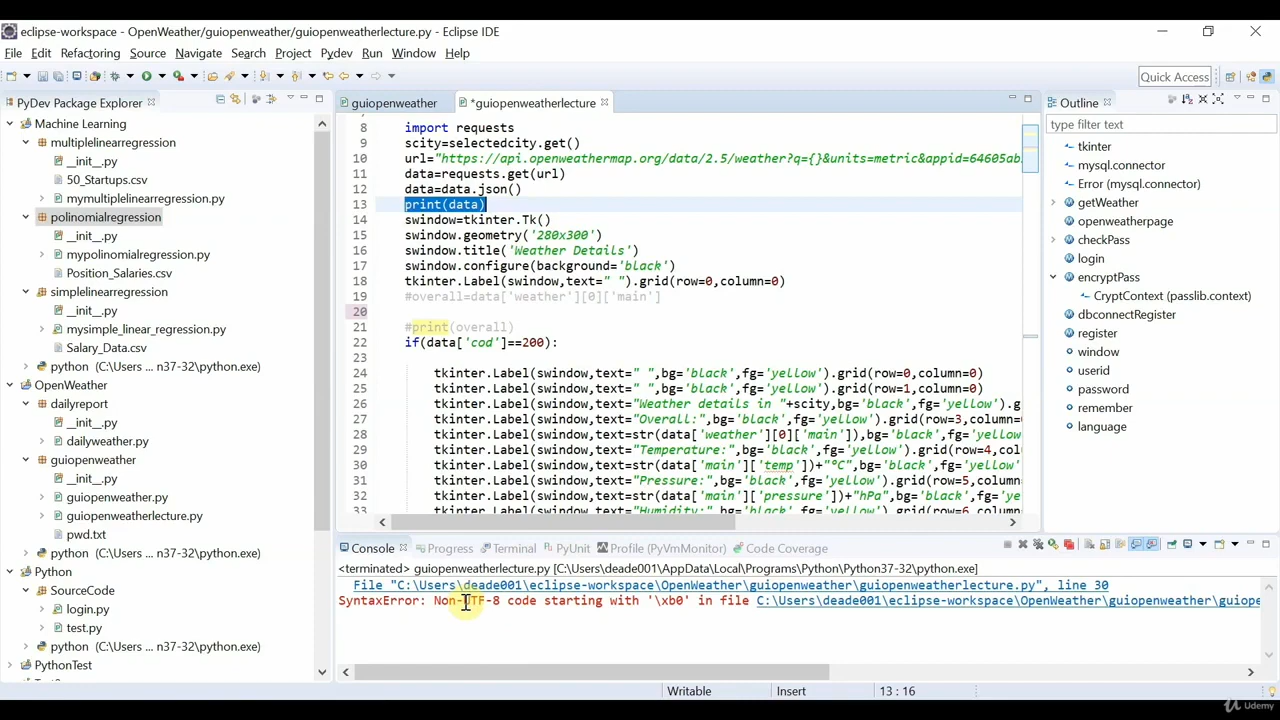 eclipse-workspace - OpenWeather/guiopenweather/guiopenweatherlecture.py - Eclipse IDE
File Edit Refactoring Source Navigate Search Project Pydev Run Window Help
Quick Access
PyDev Package Explorer
Machine Learning
multiplelinearregression
__init__.py
50_Startups.csv
mymultiplelinearregression.py
polinomialregression
__init__.py
mypolinomialregression.py
Position_Salaries.csv
simplelinearregression
__init__.py
mysimple_linear_regression.py
Salary_Data.csv
python (C:\Users ... n37-32\python.exe)
OpenWeather
dailyreport
__init__.py
dailyweather.py
guiopenweather
__init__.py
guiopenweather.py
guiopenweatherlecture.py
pwd.txt
python (C:\Users ... n37-32\python.exe)
Python
SourceCode
login.py
test.py
python (C:\Users ... n37-32\python.exe)
PythonTest
guiopenweather *guiopenweatherlecture
8 import requests
9 scity=selectedcity.get()
10 url="https://api.openweathermap.org/data/2.5/weather?q={}&units=metric&appid=64605ab
11 data=requests.get(url)
12 data=data.json()
13 print(data)
14 swindow=tkinter.Tk()
15 swindow.geometry('280x300')
16 swindow.title('Weather Details')
17 swindow.configure(background='black')
18 tkinter.Label(swindow,text=" ").grid(row=0,column=0)
19 #overall=data['weather'][0]['main']
20
21 #print(overall)
22 if(data['cod']==200):
23
24 tkinter.Label(swindow,text=" ",bg='black',fg='yellow').grid(row=0,column=0)
25 tkinter.Label(swindow,text=" ",bg='black',fg='yellow').grid(row=1,column=0)
26 tkinter.Label(swindow,text="Weather details in "+scity,bg='black',fg='yellow').g
27 tkinter.Label(swindow,text="Overall:",bg='black',fg='yellow').grid(row=3,column=
28 tkinter.Label(swindow,text=str(data['weather'][0]['main']),bg='black',fg='yellow
29 tkinter.Label(swindow,text="Temperature:",bg='black',fg='yellow').grid(row=4,co
30 tkinter.Label(swindow,text=str(data['main']['temp'])+"°C",bg='black',fg='yellow'
31 tkinter.Label(swindow,text="Pressure:",bg='black',fg='yellow').grid(row=5,column
32 tkinter.Label(swindow,text=str(data['main']['pressure'])+"hPa",bg='black',fg='ye
33 tkinter.Label(swindow,text="Humidity:",bg='black',fg='yellow').grid(row=6,column
Outline
type filter text
tkinter
mysql.connector
Error (mysql.connector)
getWeather
openweatherpage
checkPass
login
encryptPass
CryptContext (passlib.context)
dbconnectRegister
register
window
userid
password
remember
language
Console Progress Terminal PyUnit Profile (PyVmMonitor) Code Coverage
<terminated> guiopenweatherlecture.py [C:\Users\deade001\AppData\Local\Programs\Python\Python37-32\python.exe]
File "C:\Users\deade001\eclipse-workspace\OpenWeather\guiopenweather\guiopenweatherlecture.py", line 30
SyntaxError: Non-UTF-8 code starting with '\xb0' in file C:\Users\deade001\eclipse-workspace\OpenWeather\guiopenweather\guiope
Writable Insert 13 : 16
Udemy